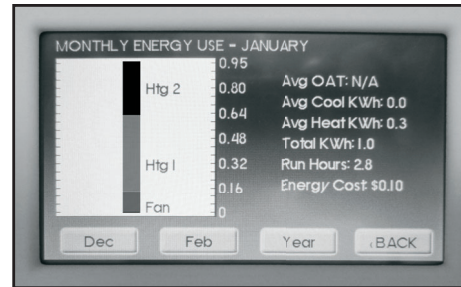 MONTHLY ENERGY USE - JANUARY
0.95
Htg 2
0.80
0.64
0.48
Htg 1
0.32
0.16
Fan
0
Avg OAT: N/A
Avg Cool KWh: 0.0
Avg Heat KWh: 0.3
Total KWh: 1.0
Run Hours: 2.8
Energy Cost: $0.10
Dec
Feb
Year
‹BACK